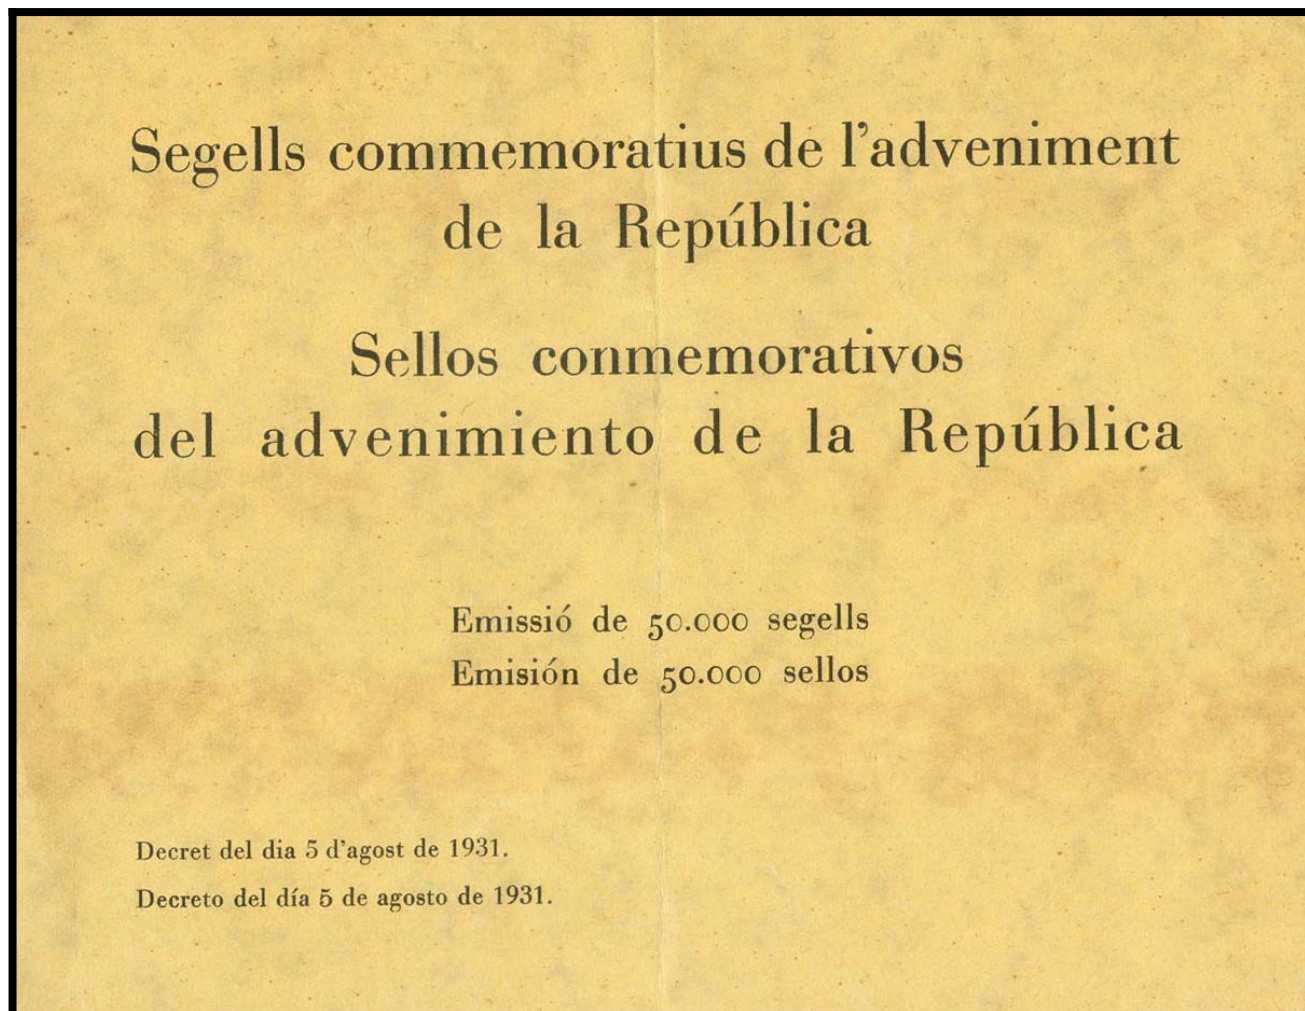 Segells commemoratius de l'adveniment
de la República
Sellos conmemorativos
del advenimiento de la República
Emissió de 50.000 segells
Emisión de 50.000 sellos
Decret del dia 5 d'agost de 1931.
Decreto del día 5 de agosto de 1931.